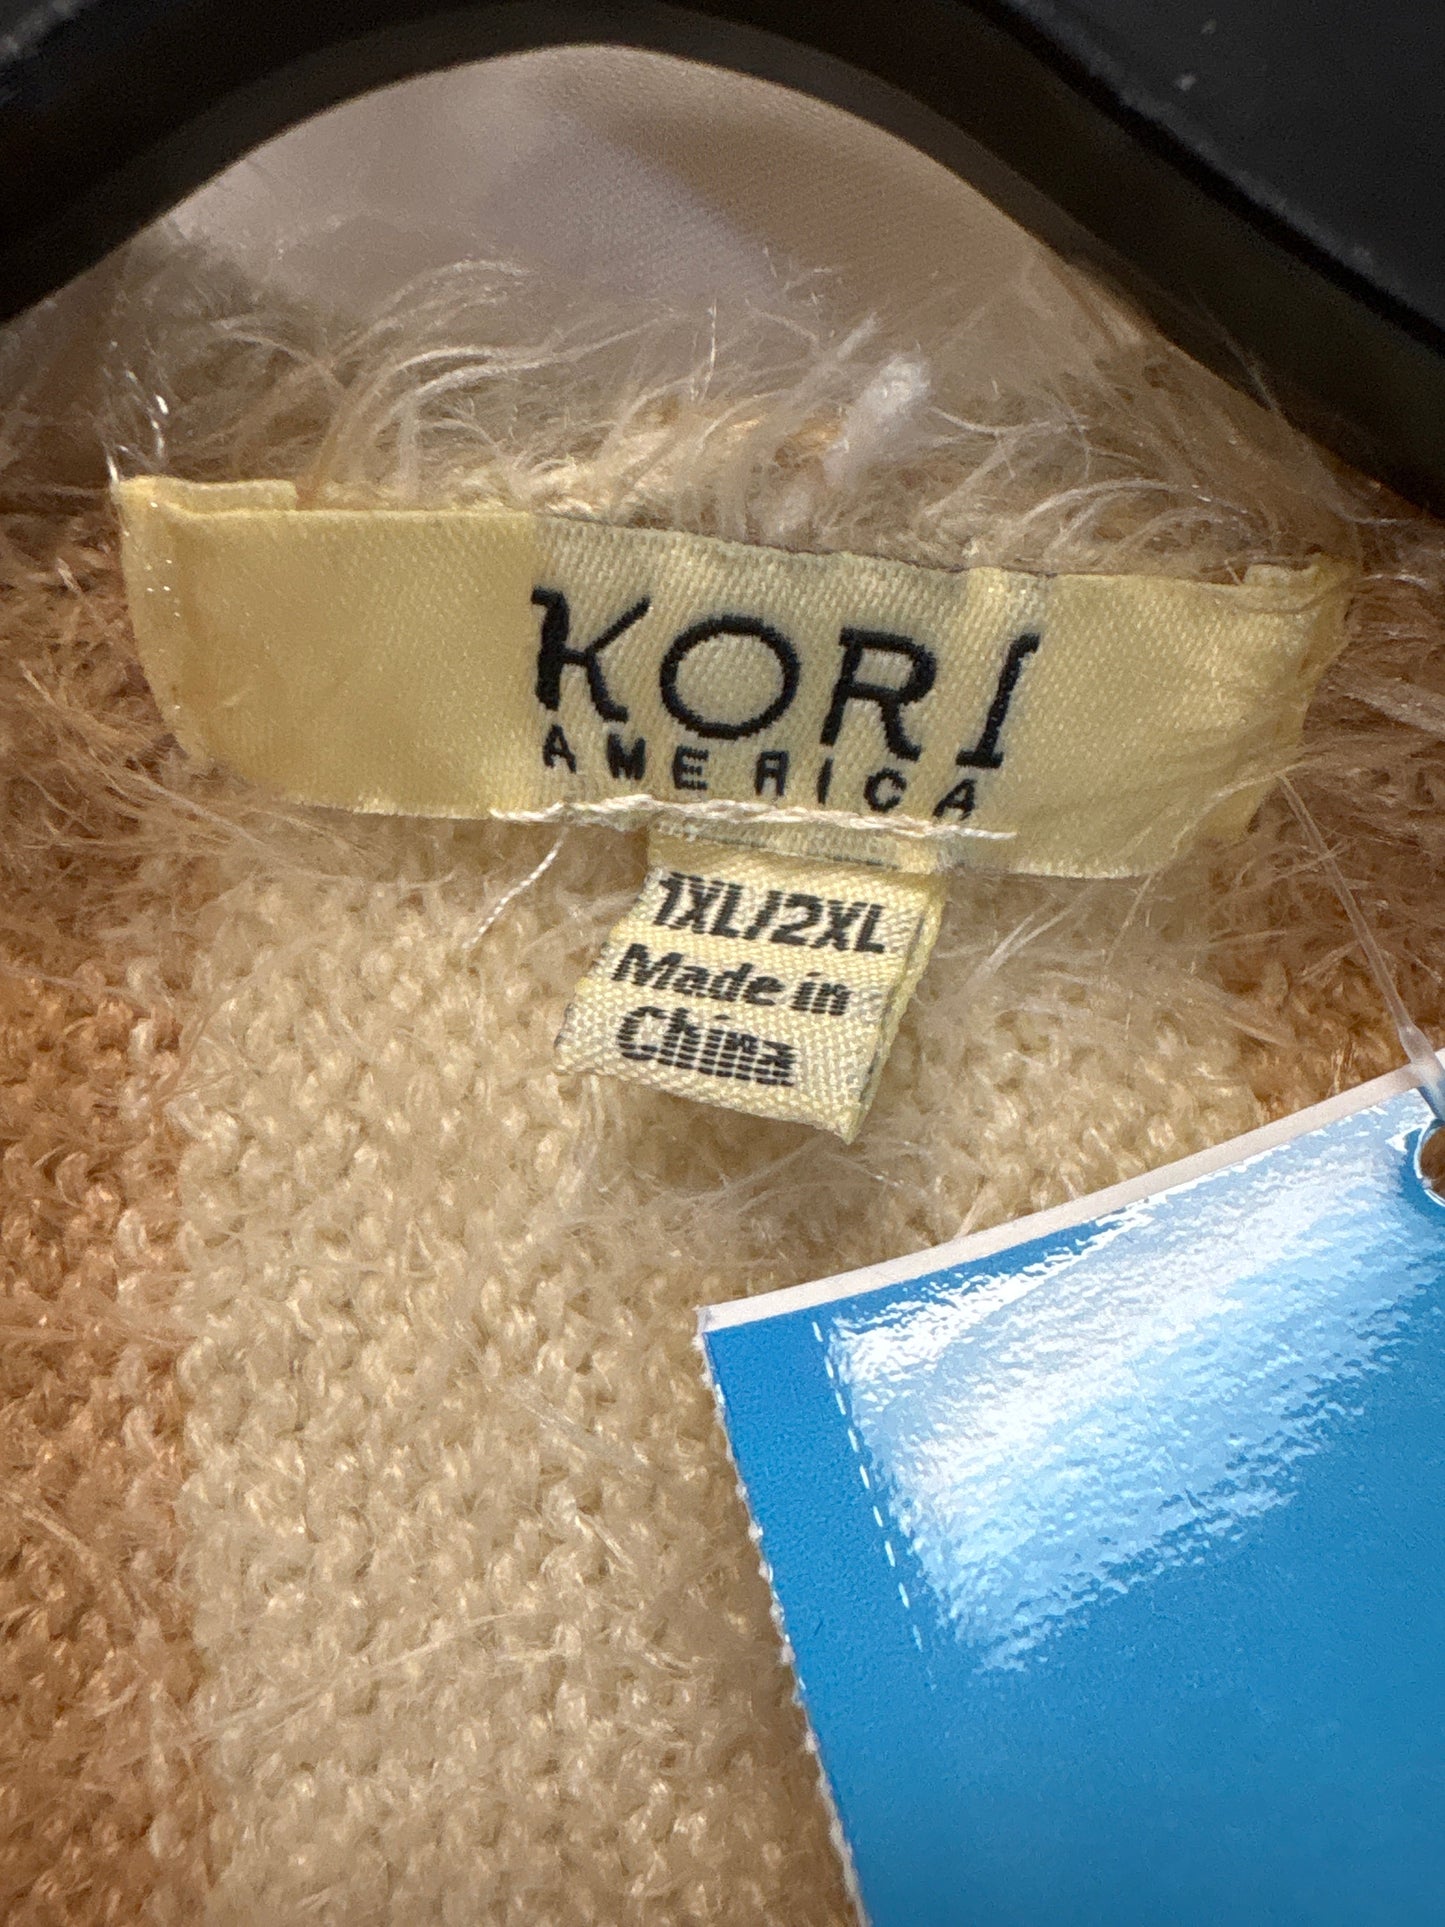 KORI
AMERICA
1XL/2XL
Made in
China